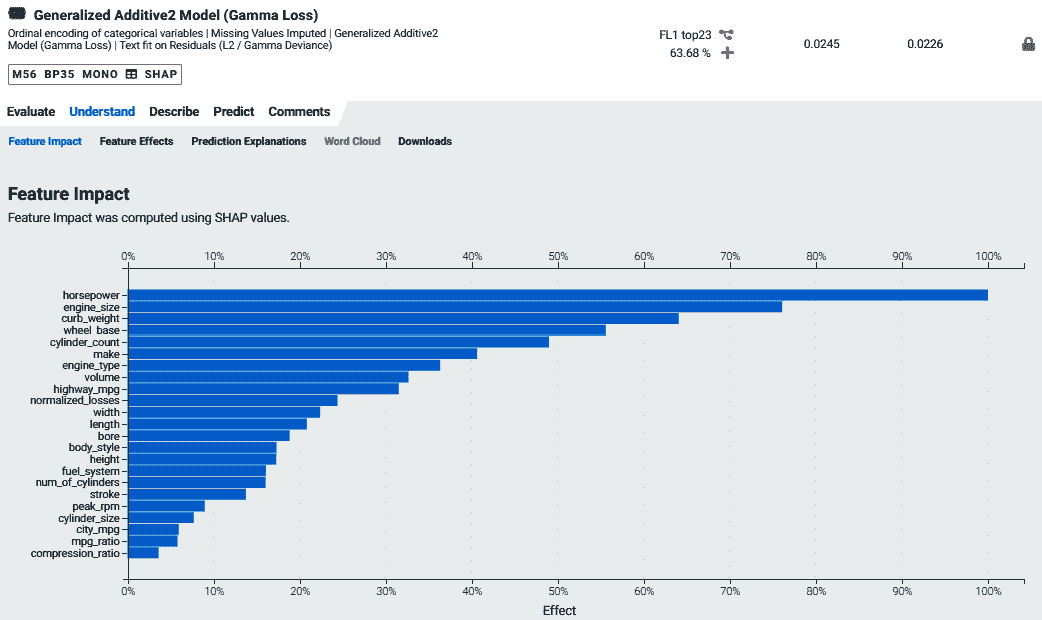 Generalized Additive2 Model (Gamma Loss)
Ordinal encoding of categorical variables | Missing Values Imputed | Generalized Additive2
Model (Gamma Loss) | Text fit on Residuals (L2 / Gamma Deviance)
M56 BP35 MONO SHAP
FL1 top23
63.68 %
0.0245
0.0226
Evaluate Understand Describe Predict Comments
Feature Impact Feature Effects Prediction Explanations Word Cloud Downloads
Feature Impact
Feature Impact was computed using SHAP values.
0% 10% 20% 30% 40% 50% 60% 70% 80% 90% 100%
horsepower
engine_size
curb_weight
wheel_base
cylinder_count
make
engine_type
volume
highway_mpg
normalized_losses
width
length
bore
body_style
height
fuel_system
num_of_cylinders
stroke
peak_rpm
cylinder_size
city_mpg
mpg_ratio
compression_ratio
0% 10% 20% 30% 40% 50% 60% 70% 80% 90% 100%
Effect